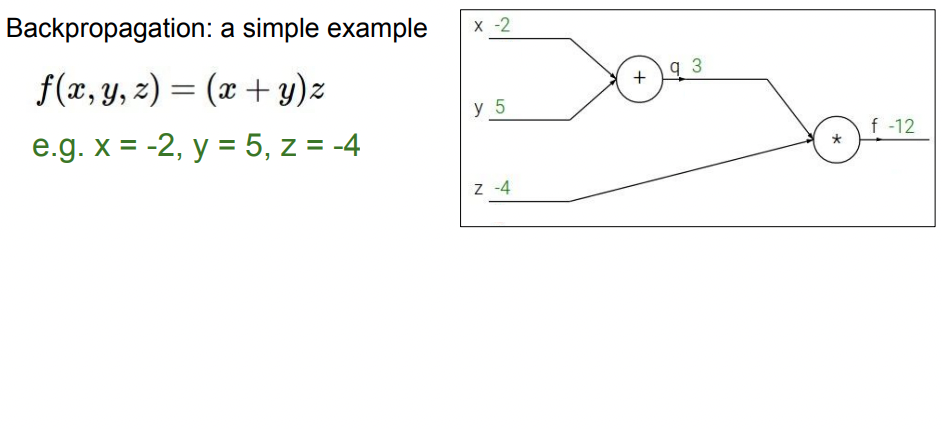 Backpropagation: a simple example
f(x, y, z) = (x + y)z
e.g. x = -2, y = 5, z = -4
x -2
+
q 3
y 5
f -12
*
z -4